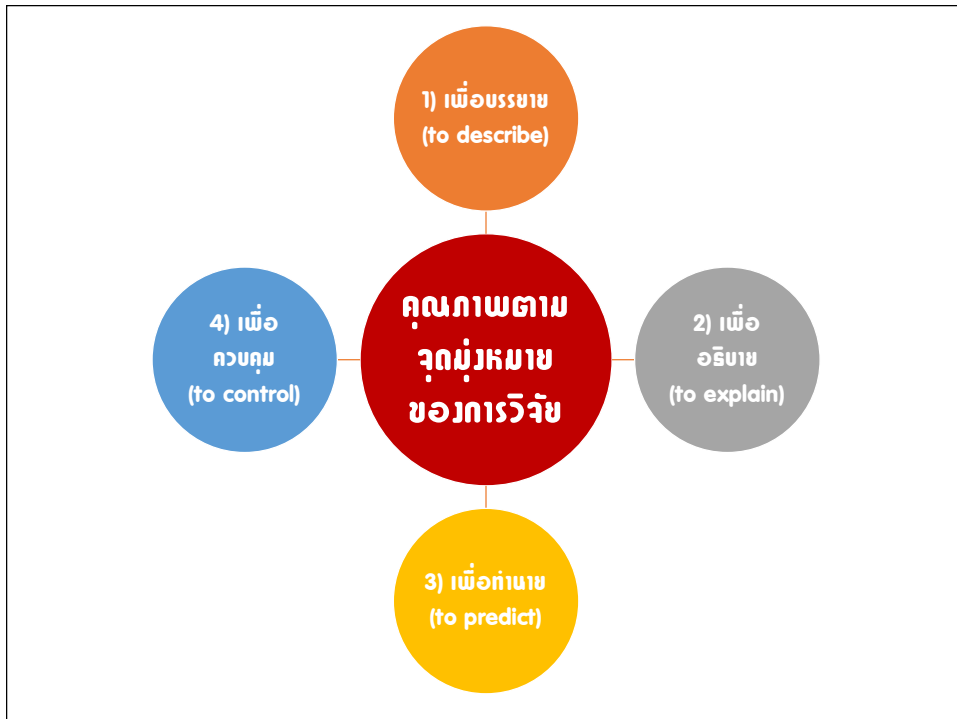 1) เพื่อบรรยาย
(to describe)
คุณภาพตาม
จุดมุ่งหมาย
ของการวิจัย
2) เพื่อ
อธิบาย
(to explain)
3) เพื่อทำนาย
(to predict)
4) เพื่อ
ควบคุม
(to control)